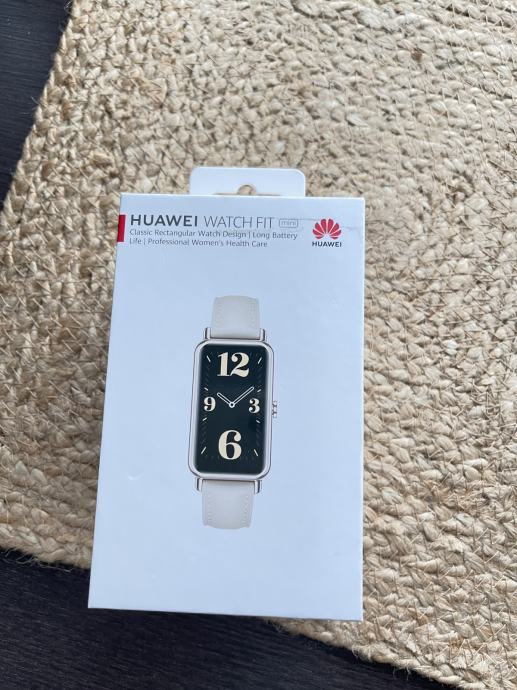 HUAWEI WATCH FIT mini
Classic Rectangular Watch Design | Long Battery
Life | Professional Women's Health Care
HUAWEI
12
9 3
6